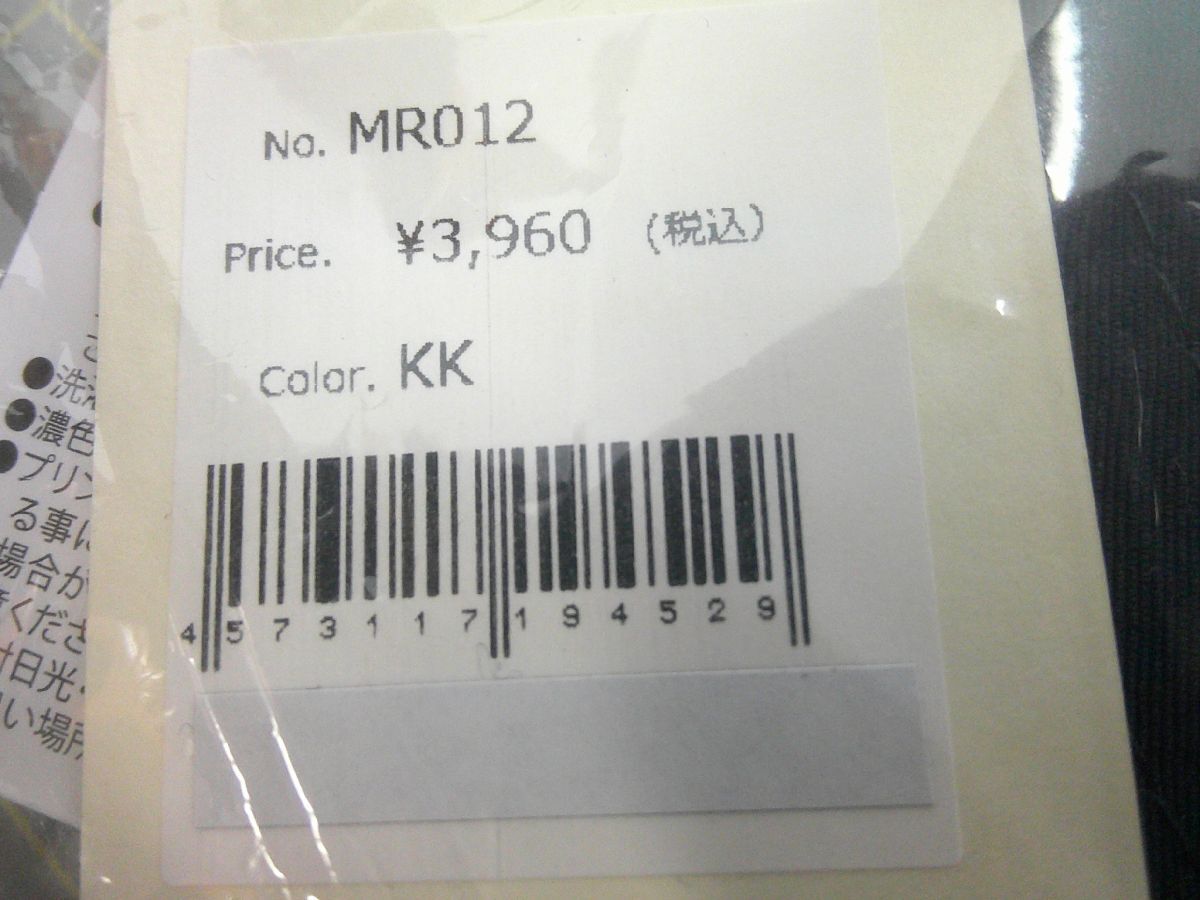 No. MR012
Price. ¥3,960 (税込)
Color. KK
4 573117 194529
●洗
●濃色
●プリン
る事に
場合が
ください
日光・
い場所